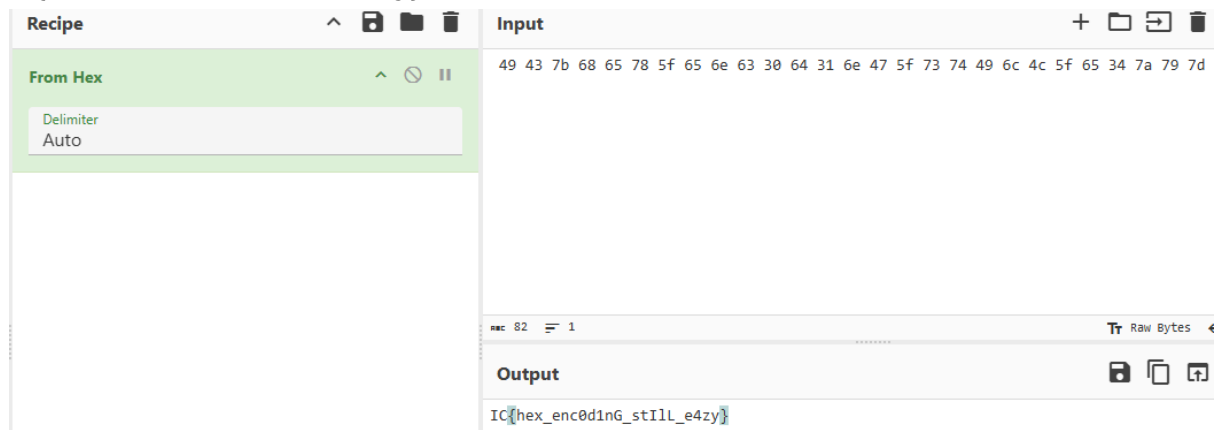 Recipe
From Hex
Delimiter
Auto
Input
49 43 7b 68 65 78 5f 65 6e 63 30 64 31 6e 47 5f 73 74 49 6c 4c 5f 65 34 7a 79 7d
ABC 82 1
Tт Raw Bytes
Output
IC{hex_enc0d1nG_stIlL_e4zy}